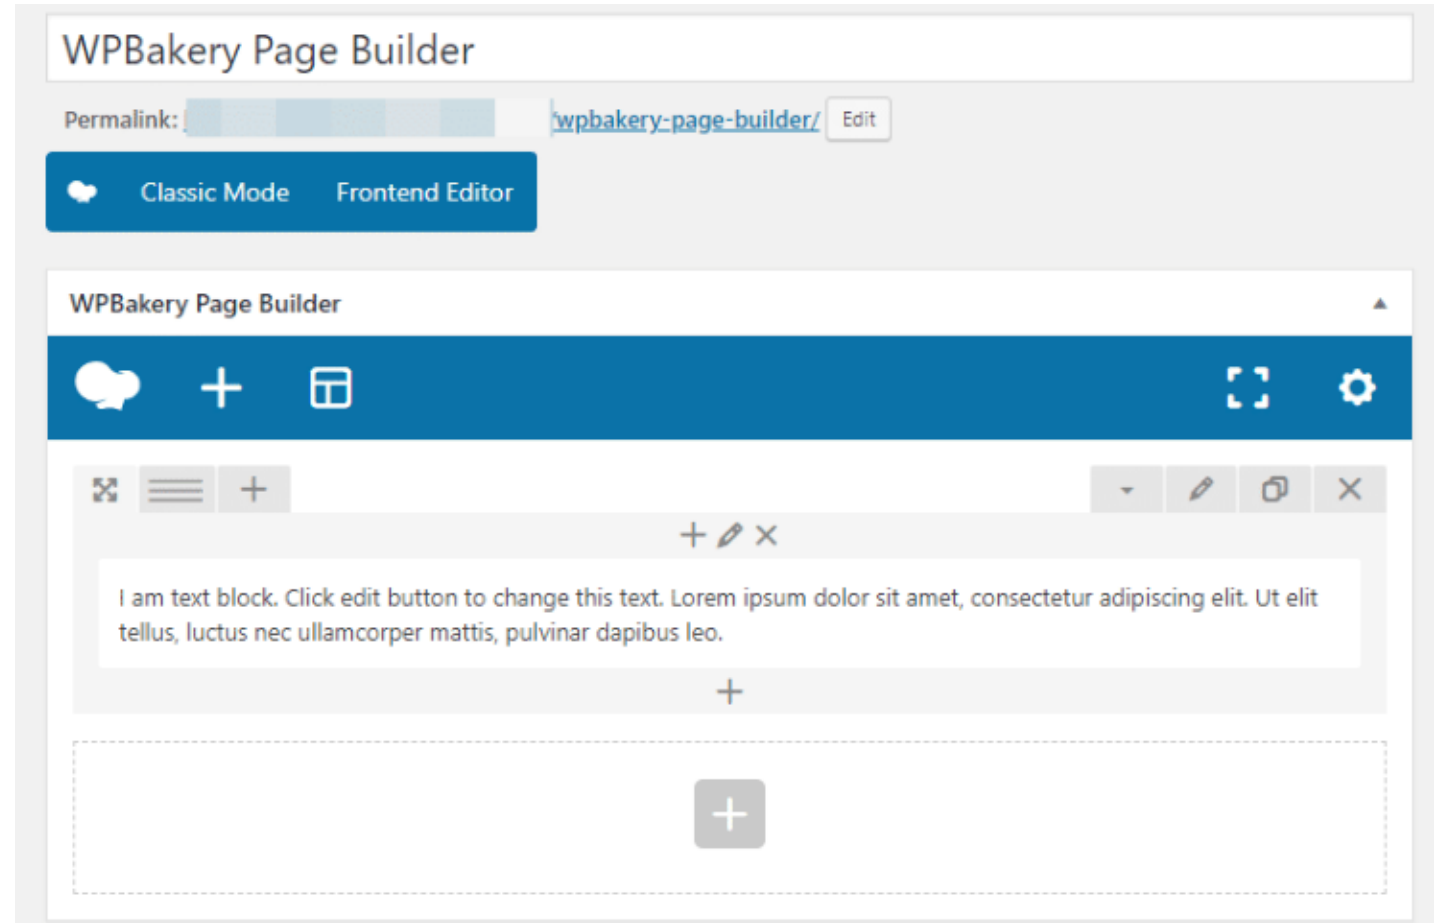 WPBakery Page Builder
Permalink: /wpbakery-page-builder/ Edit
Classic Mode Frontend Editor
WPBakery Page Builder
I am text block. Click edit button to change this text. Lorem ipsum dolor sit amet, consectetur adipiscing elit. Ut elit
tellus, luctus nec ullamcorper mattis, pulvinar dapibus leo.